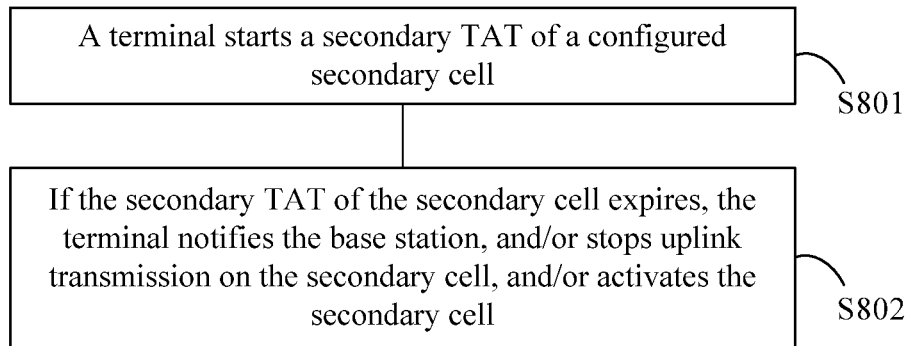 A terminal starts a secondary TAT of a configured
secondary cell
S801
If the secondary TAT of the secondary cell expires, the
terminal notifies the base station, and/or stops uplink
transmission on the secondary cell, and/or activates the
secondary cell
S802